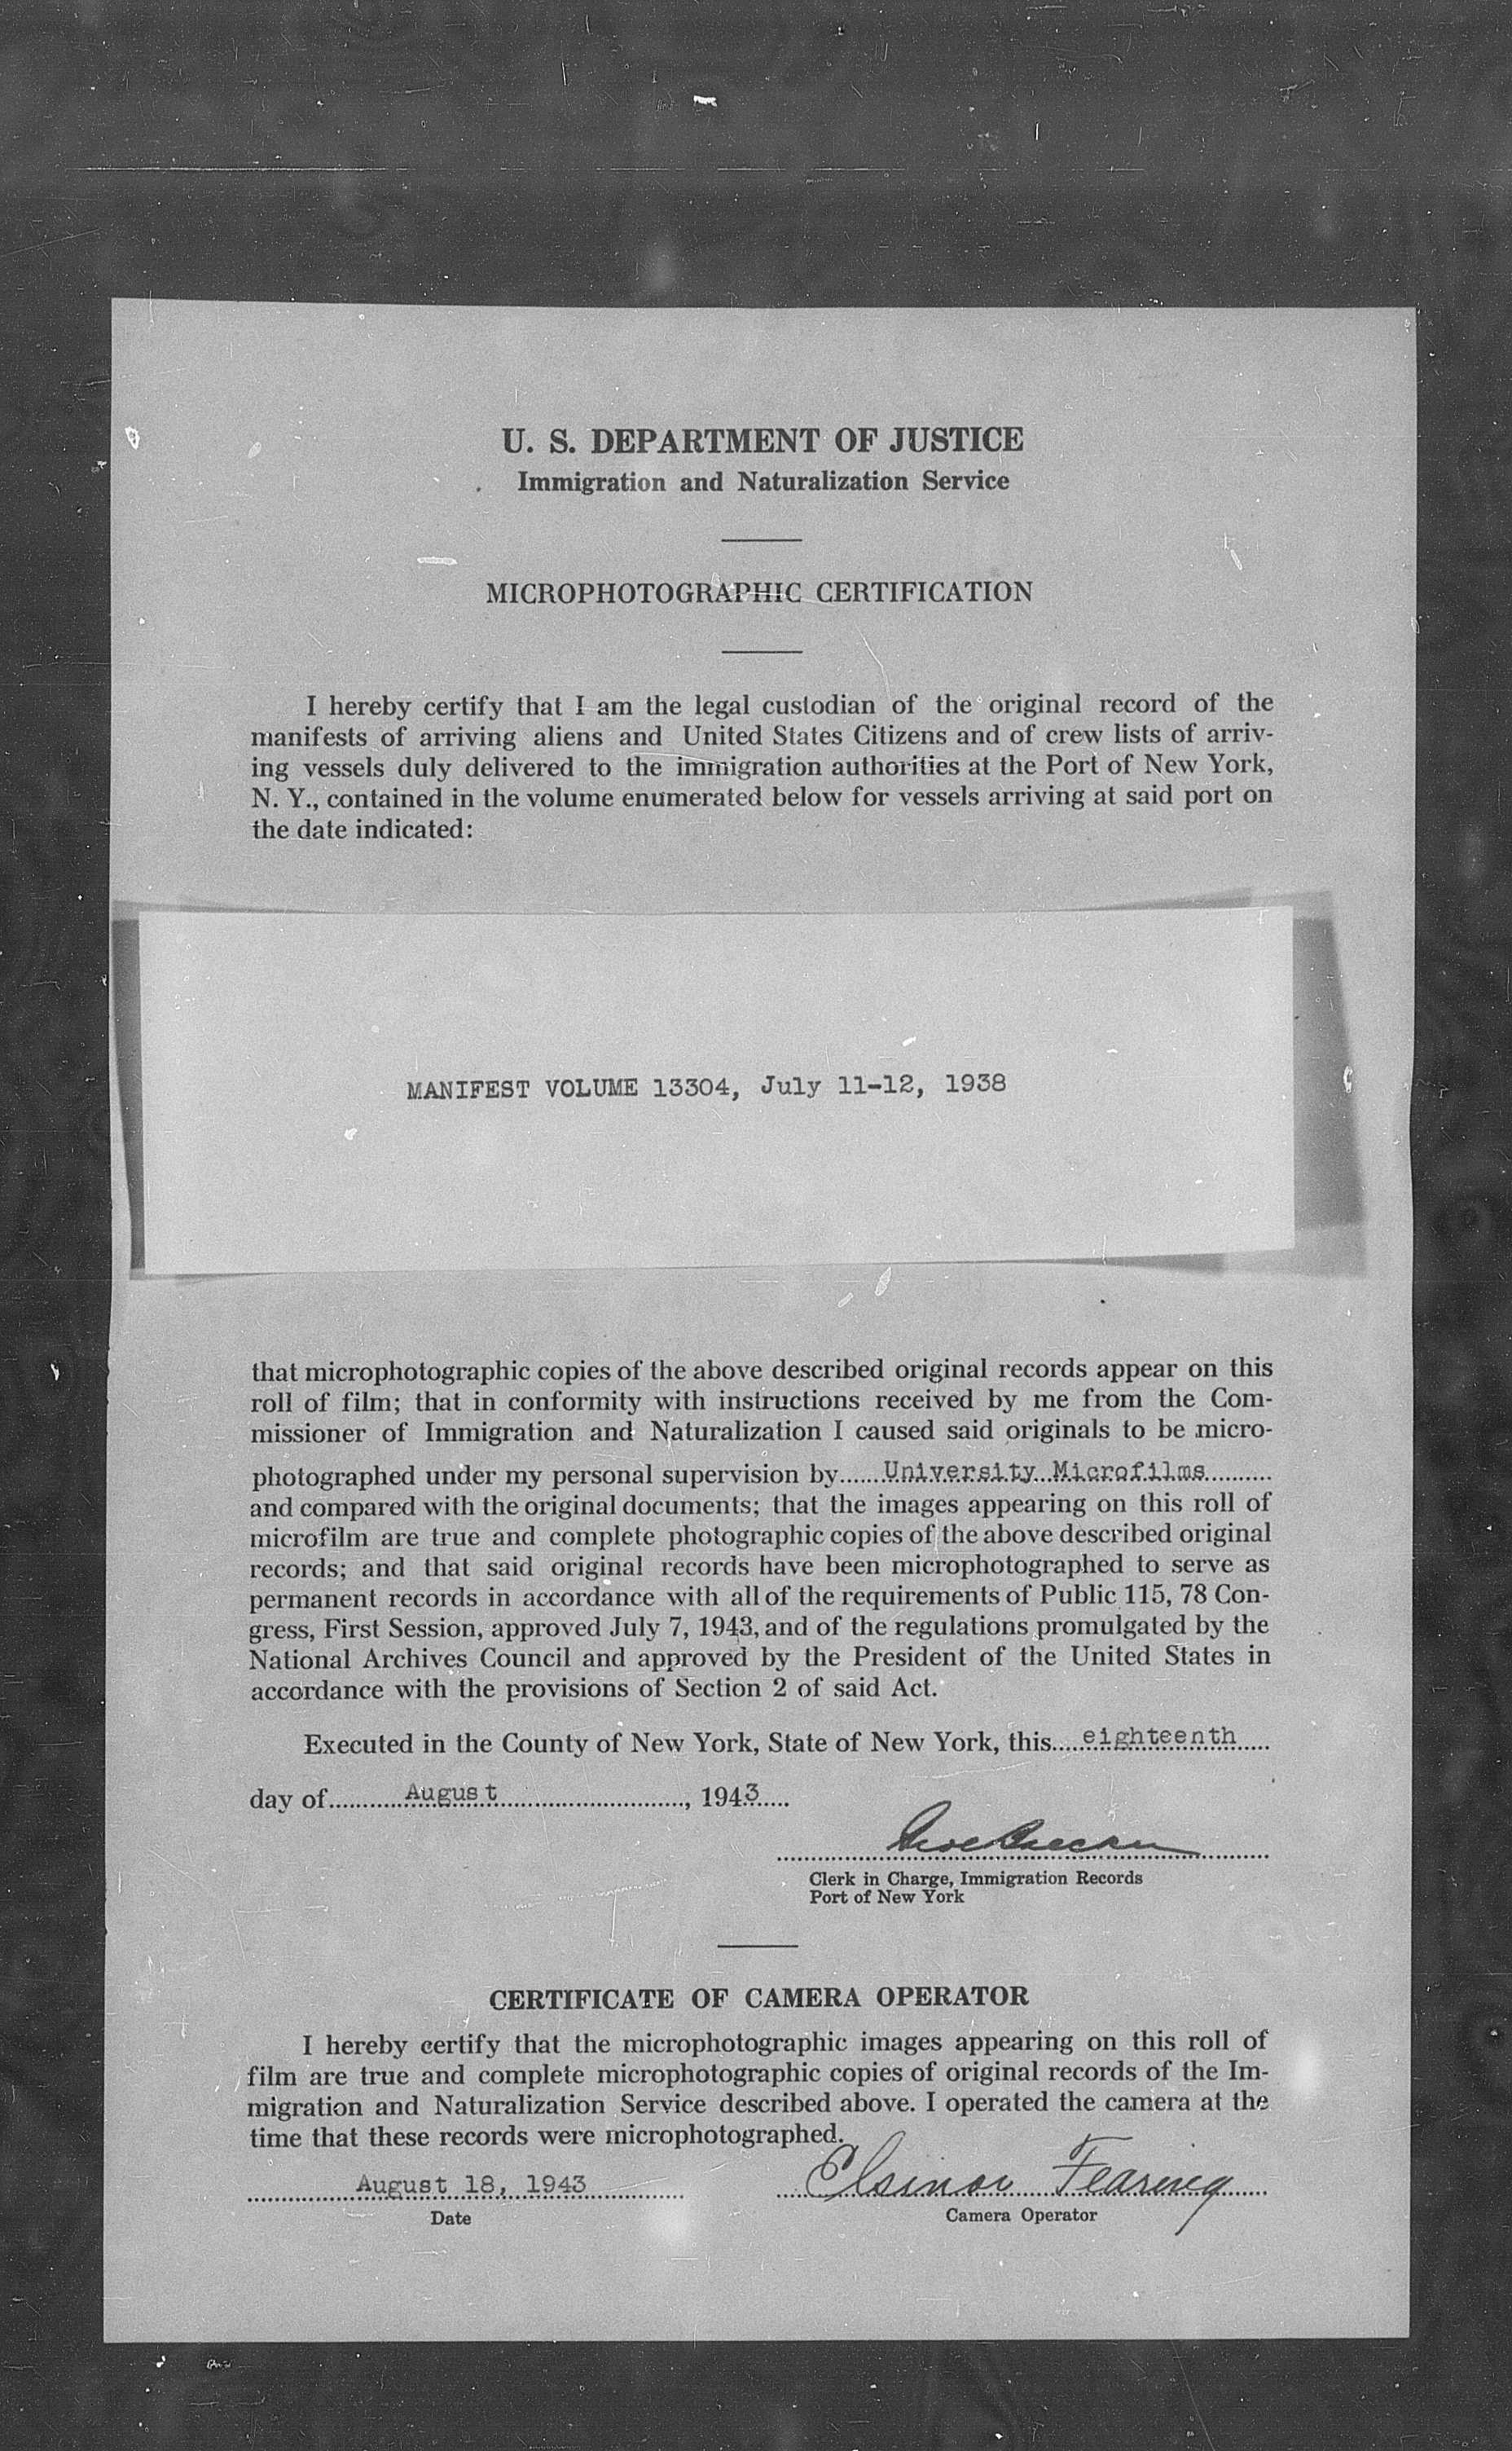 U. S. DEPARTMENT OF JUSTICE
Immigration and Naturalization Service
MICROPHOTOGRAPHIC CERTIFICATION
I hereby certify that I am the legal custodian of the original record of the
manifests of arriving aliens and United States Citizens and of crew lists of arriv-
ing vessels duly delivered to the immigration authorities at the Port of New York,
N. Y., contained in the volume enumerated below for vessels arriving at said port on
the date indicated:
MANIFEST VOLUME 13304, July 11-12, 1938
that microphotographic copies of the above described original records appear on this
roll of film; that in conformity with instructions received by me from the Com-
missioner of Immigration and Naturalization I caused said originals to be micro-
photographed under my personal supervision by University Microfilms
and compared with the original documents; that the images appearing on this roll of
microfilm are true and complete photographic copies of the above described original
records; and that said original records have been microphotographed to serve as
permanent records in accordance with all of the requirements of Public 115, 78 Con-
gress, First Session, approved July 7, 1943, and of the regulations promulgated by the
National Archives Council and approved by the President of the United States in
accordance with the provisions of Section 2 of said Act.
Executed in the County of New York, State of New York, this eighteenth
day of August, 1943
Clerk in Charge, Immigration Records
Port of New York
CERTIFICATE OF CAMERA OPERATOR
I hereby certify that the microphotographic images appearing on this roll of
film are true and complete microphotographic copies of original records of the Im-
migration and Naturalization Service described above. I operated the camera at the
time that these records were microphotographed.
August 18, 1943 Elsinor Fearing
Date Camera Operator